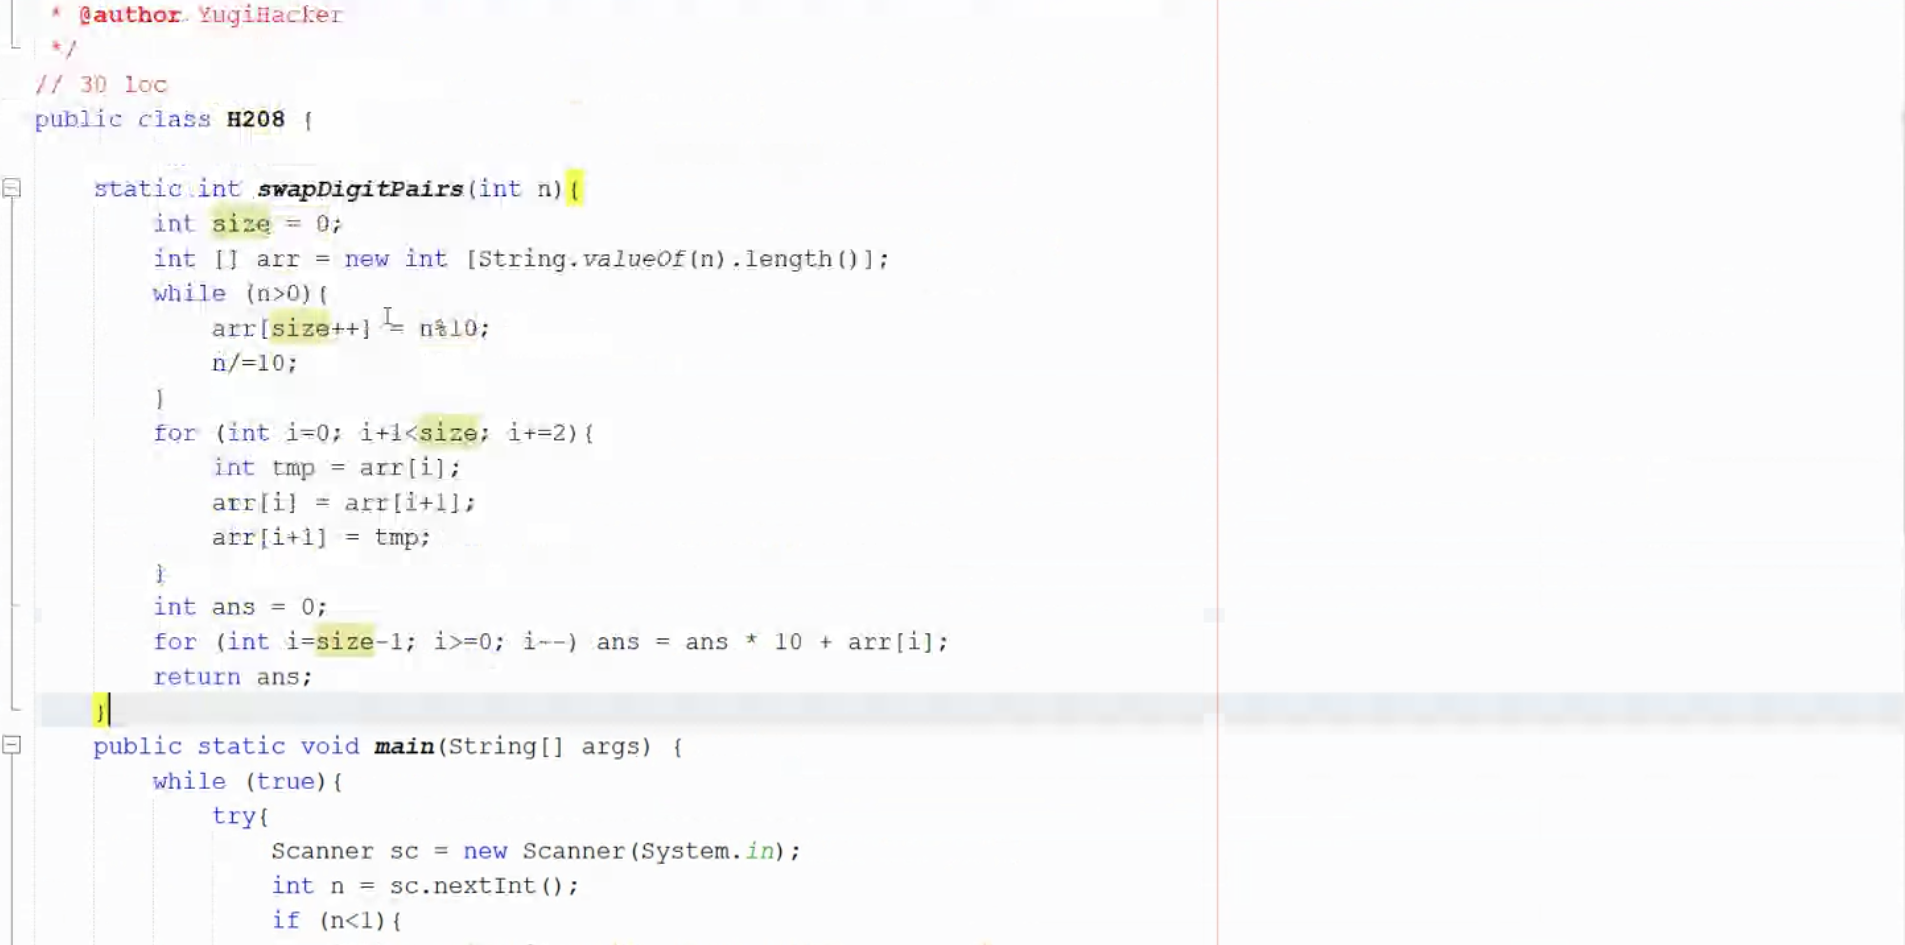 * @author YugiHacker
*/
// 30 loc
public class H208 {
static int swapDigitPairs(int n){
int size = 0;
int [] arr = new int [String.valueOf(n).length()];
while (n>0){
arr[size++] = n%10;
n/=10;
}
for (int i=0; i+1<size; i+=2){
int tmp = arr[i];
arr[i] = arr[i+1];
arr[i+1] = tmp;
}
int ans = 0;
for (int i=size-1; i>=0; i--) ans = ans * 10 + arr[i];
return ans;
}
public static void main(String[] args) {
while (true){
try{
Scanner sc = new Scanner(System.in);
int n = sc.nextInt();
if (n<1){